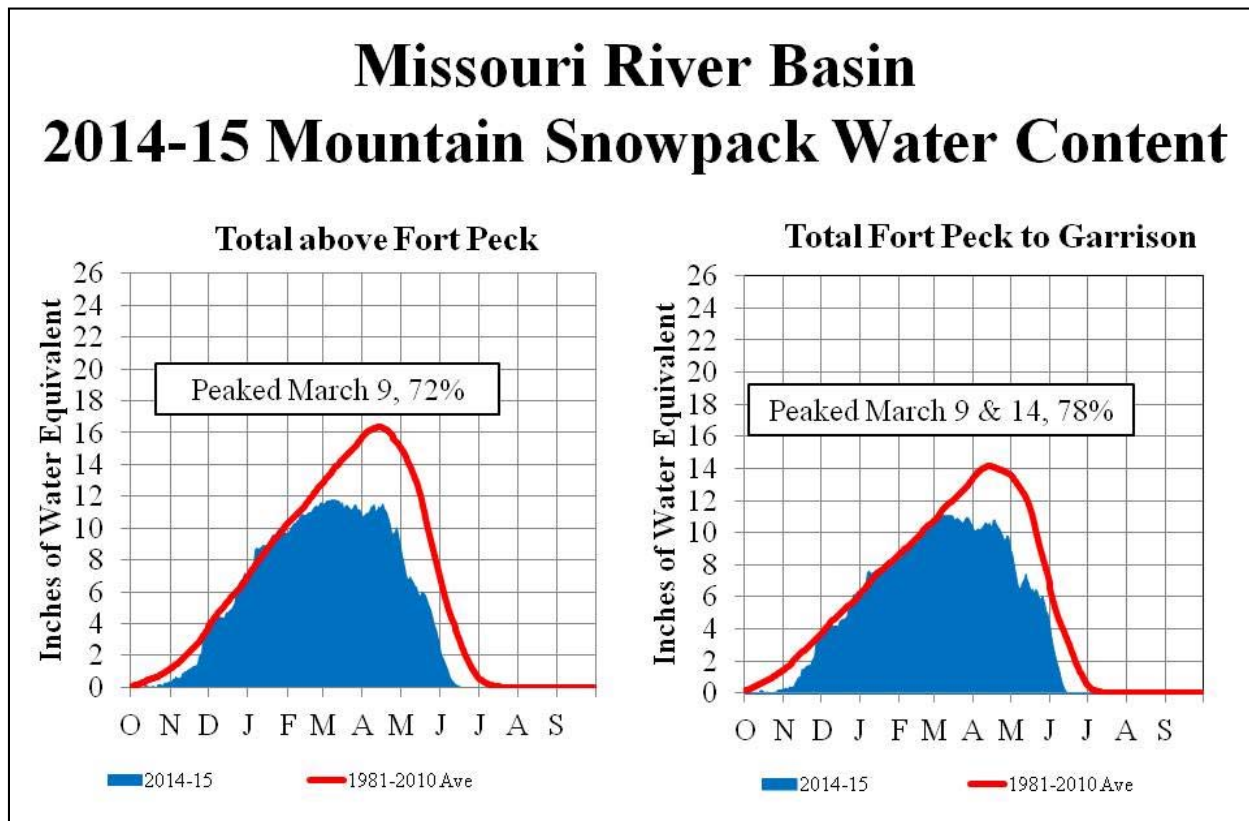 Missouri River Basin
2014-15 Mountain Snowpack Water Content
Total above Fort Peck
Inches of Water Equivalent
26
24
22
20
18
16
14
12
10
8
6
4
2
0
Peaked March 9, 72%
O N D J F M A M J J A S
2014-15 1981-2010 Ave
Total Fort Peck to Garrison
Inches of Water Equivalent
26
24
22
20
18
16
14
12
10
8
6
4
2
0
Peaked March 9 & 14, 78%
O N D J F M A M J J A S
2014-15 1981-2010 Ave